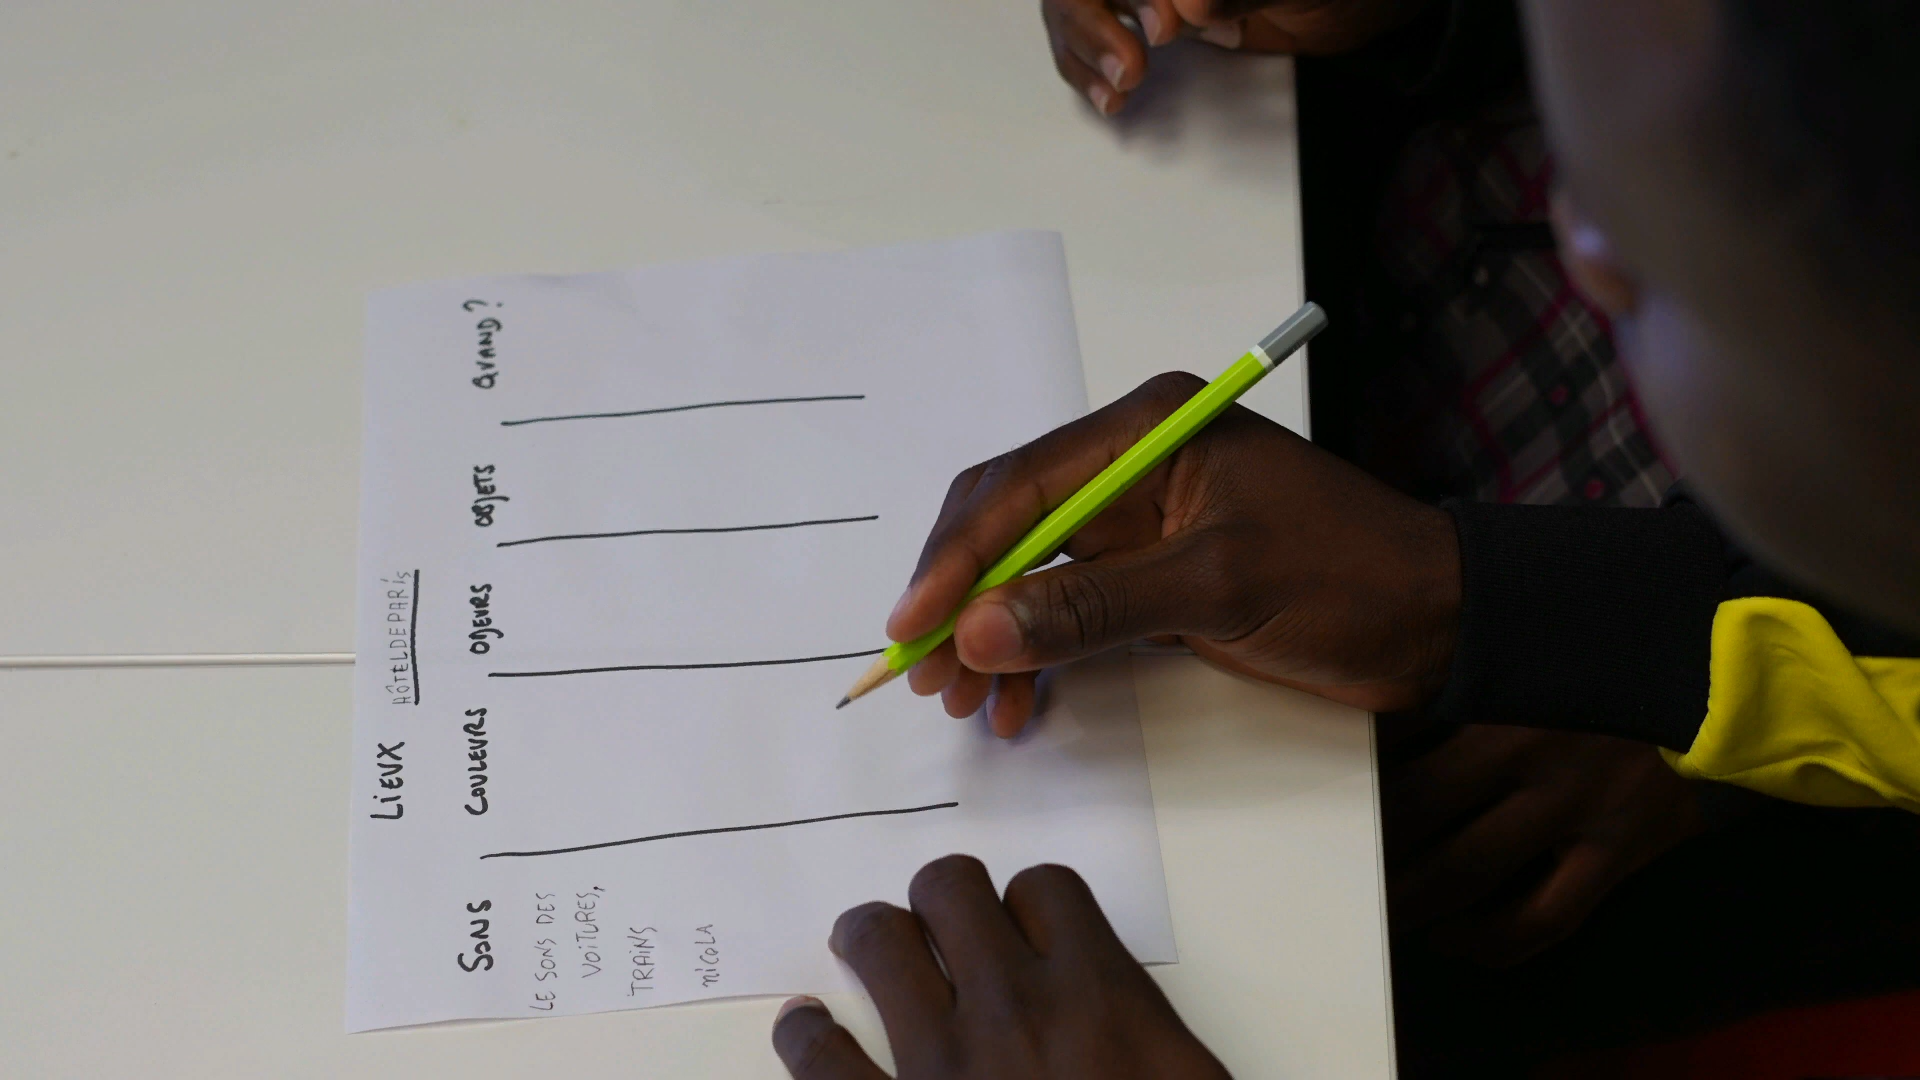 LIEUX HÔTELDEPARIS
SONS COULEURS ODEURS OBJETS QUAND?
LE SONS DES
VOITURES,
TRAINS
NICOLA